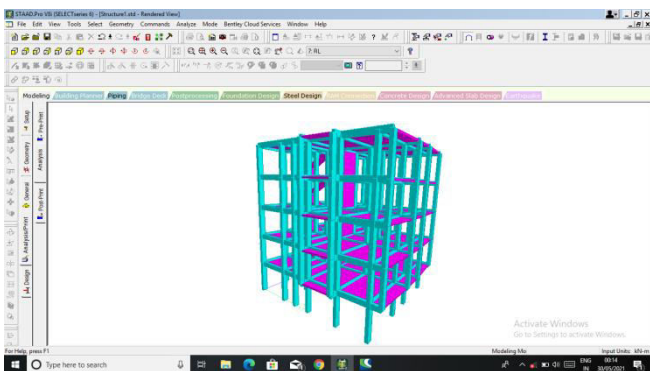 STAAD.Pro V8i (SELECTseries 6) - [Structure1.std - Rendered View]
File Edit View Tools Select Geometry Commands Analyze Mode Bentley Cloud Services Window Help
7: RL
Modeling Building Planner Piping Bridge Deck Postprocessing Foundation Design Steel Design Concrete Design Advanced Slab Design Earthquake
Setup
Geometry
General
Analysis/Print
Design
Pre-Print
Analysis
Post-Print
Activate Windows
Go to Settings to activate Windows.
For Help, press F1
Modeling Mo
Input Units: kN-m
Type here to search
ENG
IN
00:14
30/05/2021